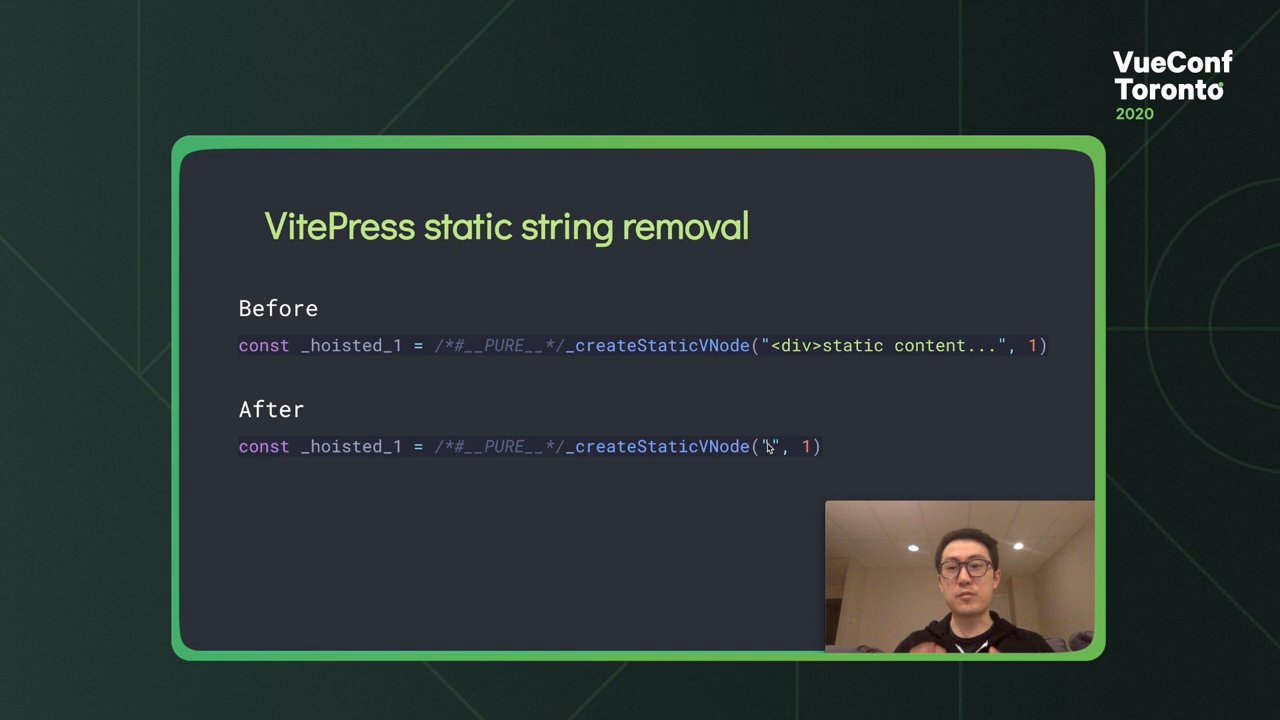 VueConf
Toronto
2020
VitePress static string removal
Before
const _hoisted_1 = /*#__PURE__*/_createStaticVNode("<div>static content...", 1)
After
const _hoisted_1 = /*#__PURE__*/_createStaticVNode("", 1)